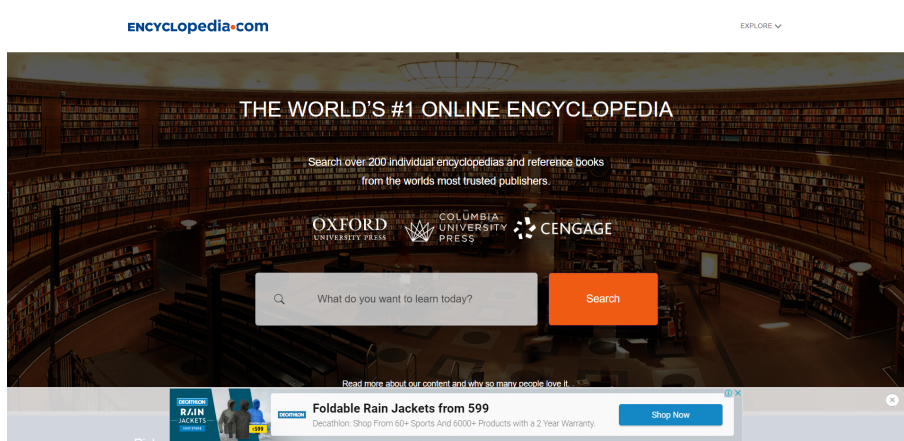 ENCYCLOpedia.com
EXPLORE
THE WORLD'S #1 ONLINE ENCYCLOPEDIA
Search over 200 individual encyclopedias and reference books
from the worlds most trusted publishers.
OXFORD
UNIVERSITY PRESS
COLUMBIA
UNIVERSITY
PRESS
CENGAGE
What do you want to learn today?
Search
Read more about our content and why so many people love it.
DECATHLON
RAIN
JACKETS
₹599
DECATHLON
Foldable Rain Jackets from 599
Decathlon: Shop From 60+ Sports And 6000+ Products with a 2 Year Warranty.
Shop Now